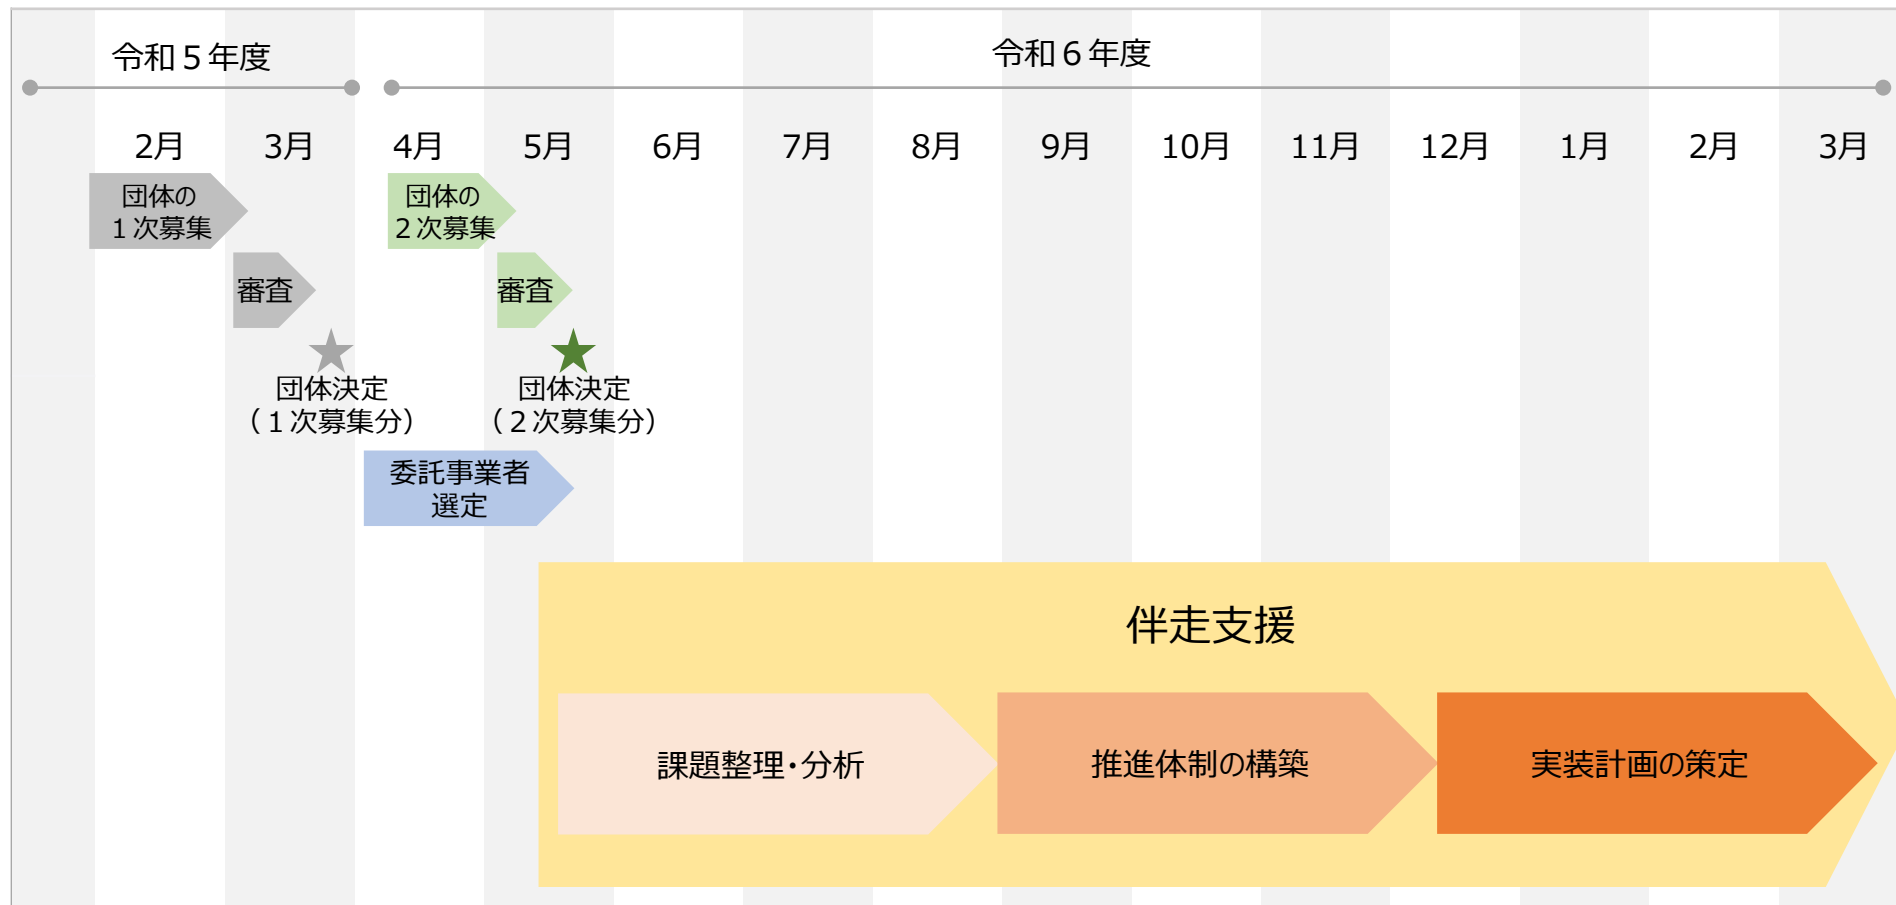 令和５年度
令和６年度
2月
3月
4月
5月
6月
7月
8月
9月
10月
11月
12月
1月
2月
3月
団体の
１次募集
団体の
２次募集
審査
審査
団体決定
（１次募集分）
団体決定
（２次募集分）
委託事業者
選定
伴走支援
課題整理・分析
推進体制の構築
実装計画の策定